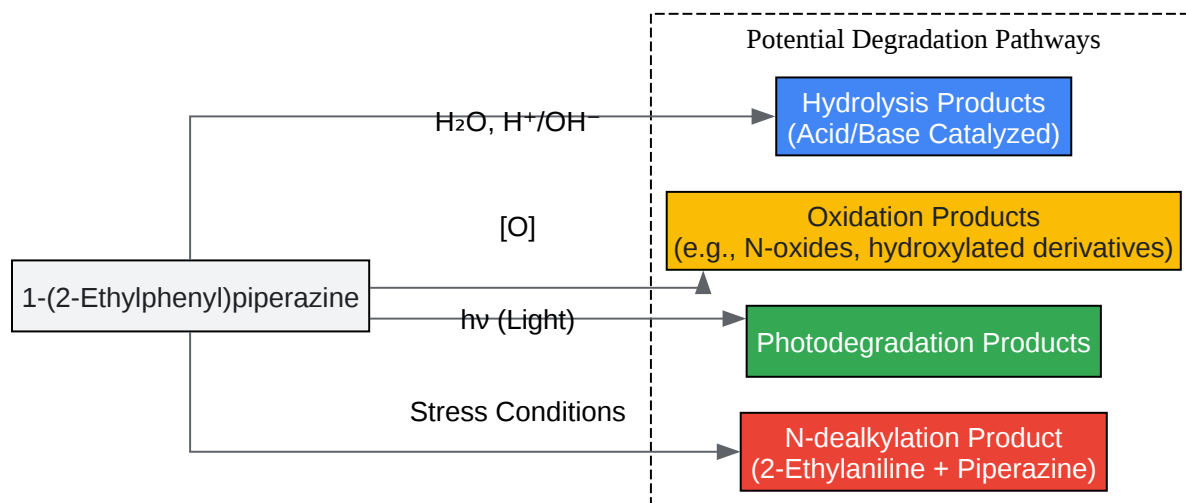 Potential Degradation Pathways
Hydrolysis Products
(Acid/Base Catalyzed)
H₂O, H⁺/OH⁻
Oxidation Products
(e.g., N-oxides, hydroxylated derivatives)
[O]
1-(2-Ethylphenyl)piperazine
hν (Light)
Photodegradation Products
Stress Conditions
N-dealkylation Product
(2-Ethylaniline + Piperazine)